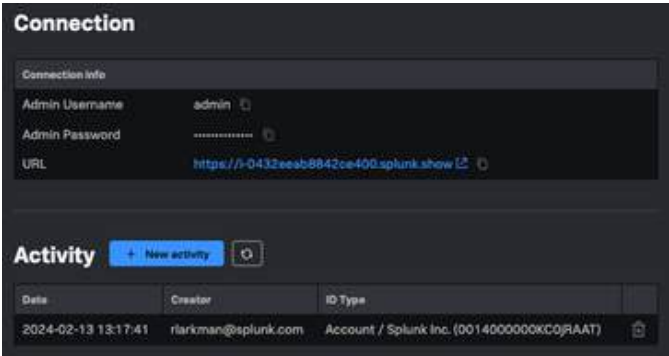 Connection
Connection Info
Admin Username admin
Admin Password ••••••••••••••
URL https://i-0432eeab8842ce400.splunk.show
Activity + New activity
Date Creator ID Type
2024-02-13 13:17:41 rlarkman@splunk.com Account / Splunk Inc. (0014000000KC0jRAAT)